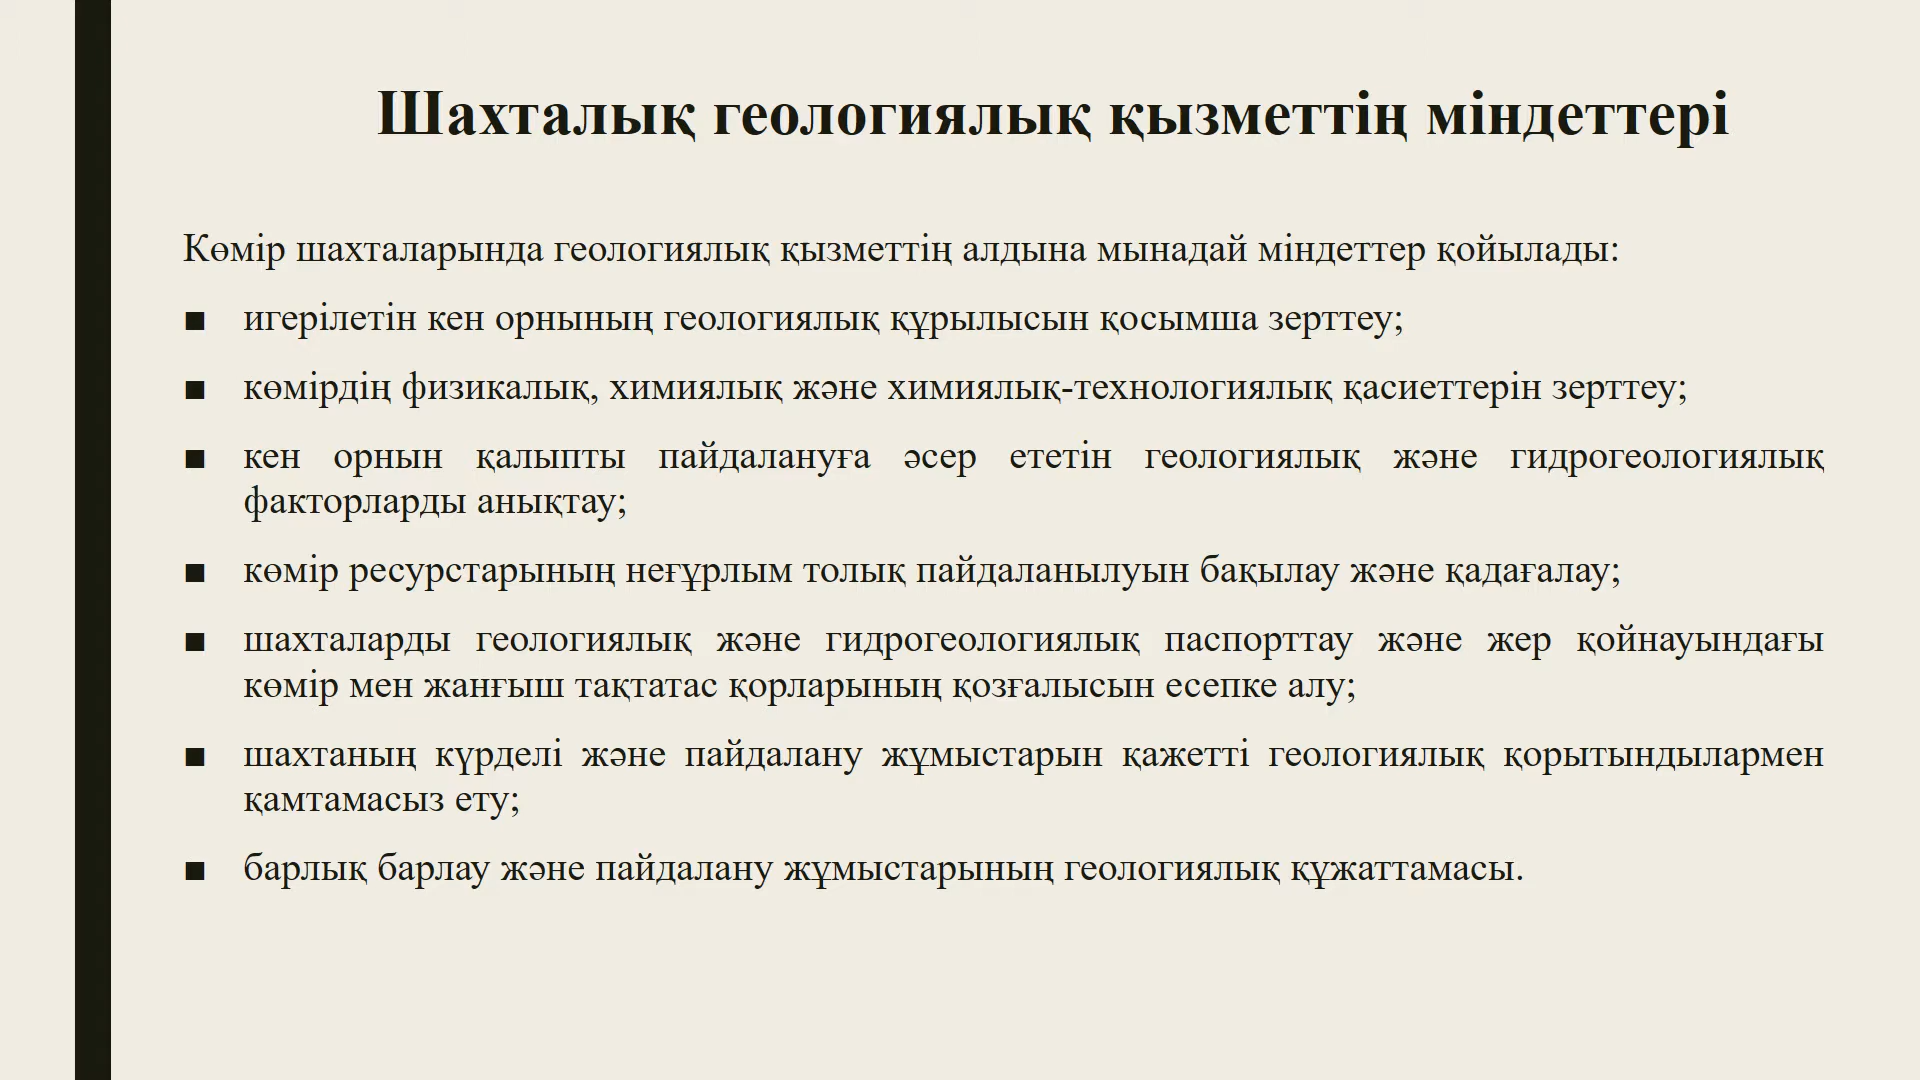 Шахталық геологиялық қызметтің міндеттері
Көмір шахталарында геологиялық қызметтің алдына мынадай міндеттер қойылады:
▪ игерілетін кен орнының геологиялық құрылысын қосымша зерттеу;
▪ көмірдің физикалық, химиялық және химиялық-технологиялық қасиеттерін зерттеу;
▪ кен орнын қалыпты пайдалануға әсер ететін геологиялық және гидрогеологиялық
факторларды анықтау;
▪ көмір ресурстарының неғұрлым толық пайдаланылуын бақылау және қадағалау;
▪ шахталарды геологиялық және гидрогеологиялық паспорттау және жер қойнауындағы
көмір мен жанғыш тақтатас қорларының қозғалысын есепке алу;
▪ шахтаның күрделі және пайдалану жұмыстарын қажетті геологиялық қорытындылармен
қамтамасыз ету;
▪ барлық барлау және пайдалану жұмыстарының геологиялық құжаттамасы.